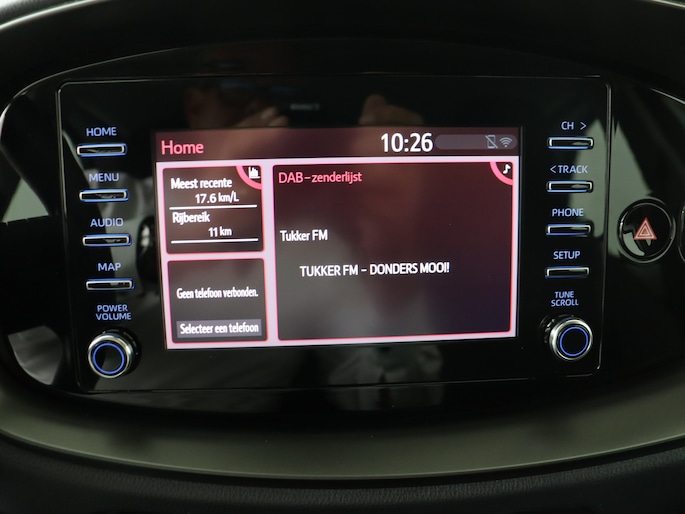 HOME
MENU
AUDIO
MAP
POWER
VOLUME
Home
10:26
Meest recente
17.6 km/L
Rijbereik
11 km
Geen telefoon verbonden.
Selecteer een telefoon
DAB-zenderlijst
Tukker FM
TUKKER FM - DONDERS MOOI!
CH >
< TRACK
PHONE
SETUP
TUNE
SCROLL